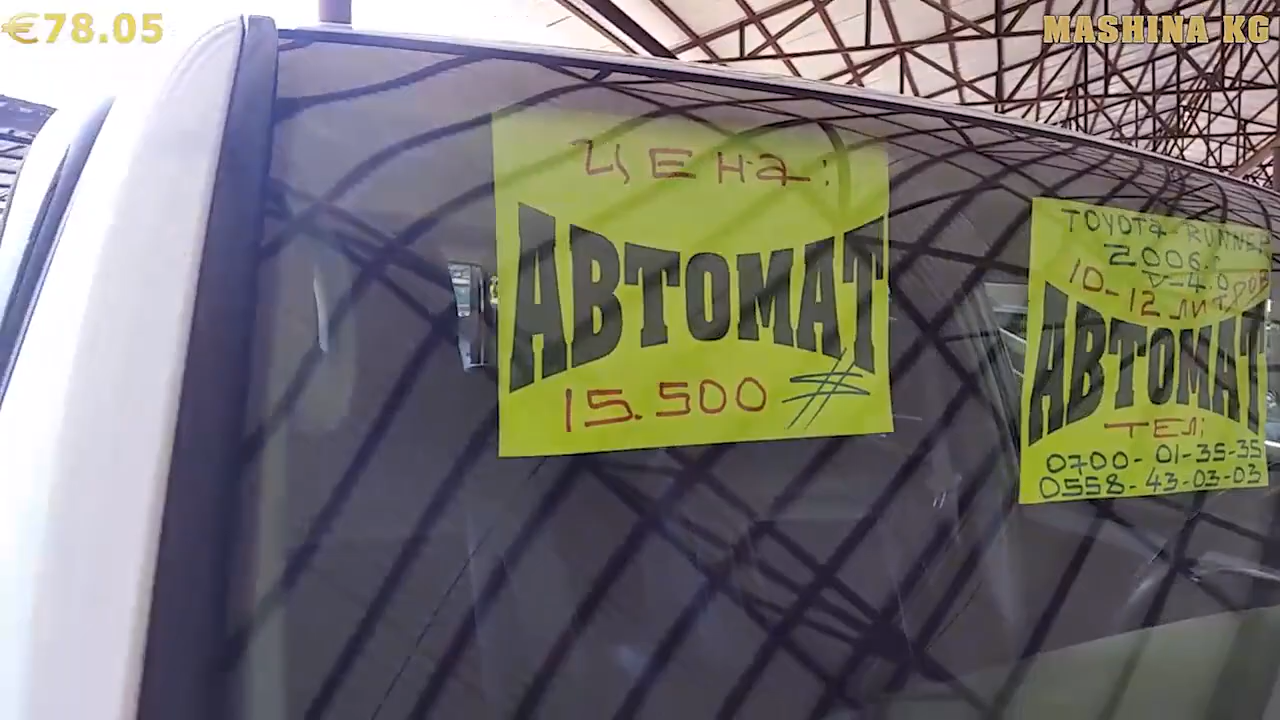 €78.05
MASHINA KG
ЦЕНА:
АВТОМАТ
15.500 $
TOYOTA RUNNER
2006г
V-4.0
10-12 ЛИТРОВ
АВТОМАТ
ТЕЛ:
0700-01-35-35
0558-43-03-03